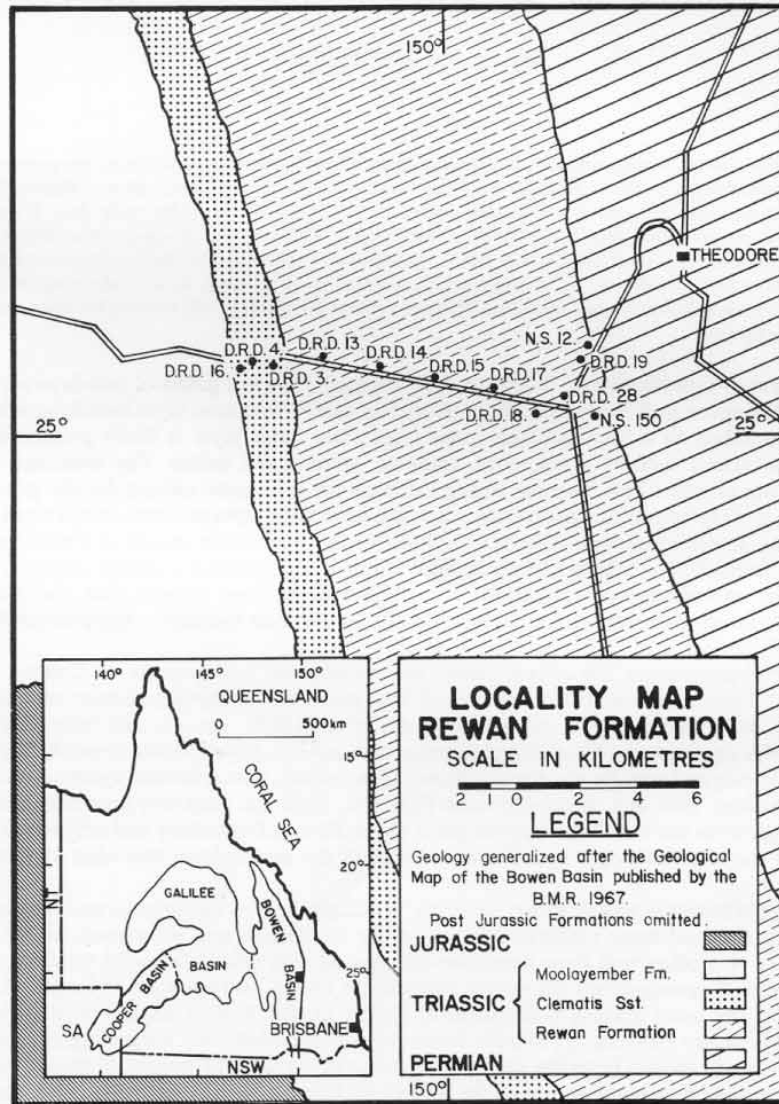 150°
THEODORE
N.S. 12.
D.R.D. 13
D.R.D. 4.
D.R.D. 14
D.R.D. 19
D.R.D. 16.
D.R.D. 3.
D.R.D. 15
D.R.D. 17
D.R.D. 28
D.R.D. 18.
N.S. 150
25°
25°
140°
145°
150°
QUEENSLAND
0 500 km
15°
CORAL SEA
20°
GALILEE
BOWEN
BASIN
BASIN
25°
COOPER BASIN
SA
BRISBANE
NSW
LOCALITY MAP
REWAN FORMATION
SCALE IN KILOMETRES
2 1 0 2 4 6
LEGEND
Geology generalized after the Geological
Map of the Bowen Basin published by the
B.M.R. 1967.
Post Jurassic Formations omitted.
JURASSIC
Moolayember Fm.
TRIASSIC
Clematis Sst.
Rewan Formation
PERMIAN
150°